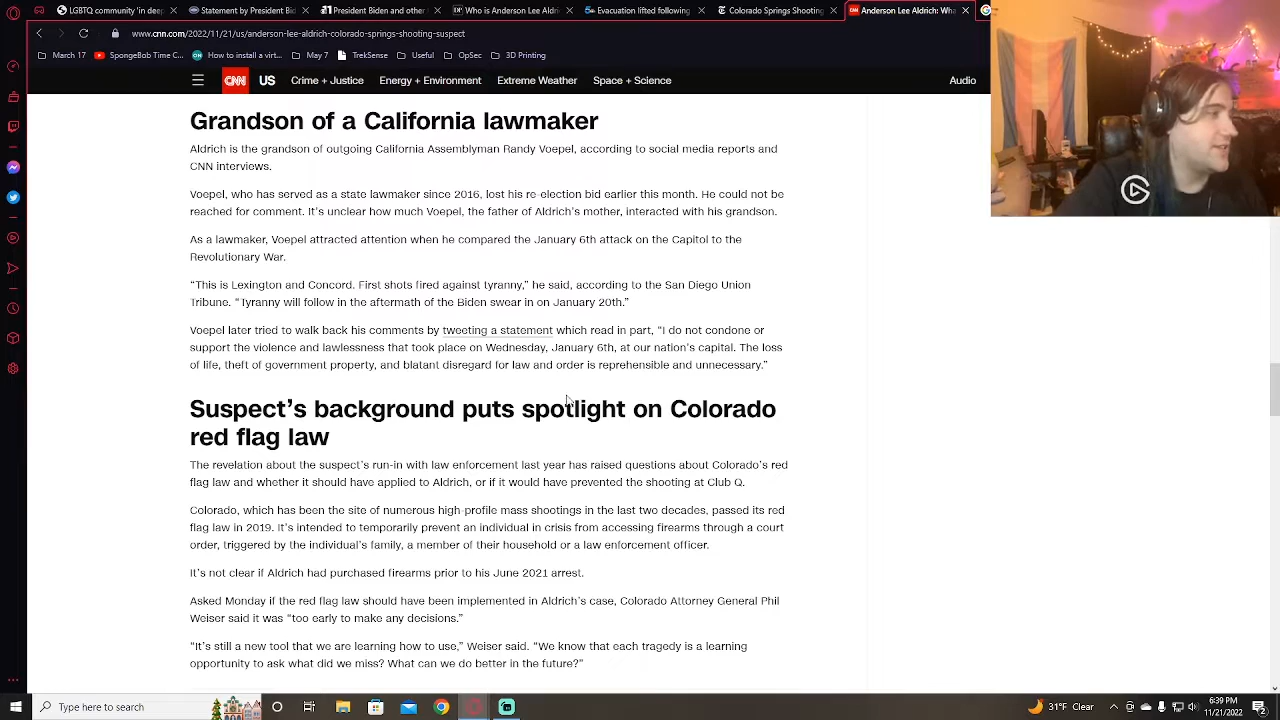 LGBTQ community 'in deep
Statement by President Bid
President Biden and other
Who is Anderson Lee Aldri
Evacuation lifted following
Colorado Springs Shooting
Anderson Lee Aldrich: Wha
www.cnn.com/2022/11/21/us/anderson-lee-aldrich-colorado-springs-shooting-suspect
March 17
SpongeBob Time C...
How to install a virt...
May 7
TrekSense
Useful
OpSec
3D Printing
CNN US Crime + Justice Energy + Environment Extreme Weather Space + Science Audio
Grandson of a California lawmaker
Aldrich is the grandson of outgoing California Assemblyman Randy Voepel, according to social media reports and
CNN interviews.
Voepel, who has served as a state lawmaker since 2016, lost his re-election bid earlier this month. He could not be
reached for comment. It's unclear how much Voepel, the father of Aldrich's mother, interacted with his grandson.
As a lawmaker, Voepel attracted attention when he compared the January 6th attack on the Capitol to the
Revolutionary War.
“This is Lexington and Concord. First shots fired against tyranny,” he said, according to the San Diego Union
Tribune. “Tyranny will follow in the aftermath of the Biden swear in on January 20th.”
Voepel later tried to walk back his comments by tweeting a statement which read in part, “I do not condone or
support the violence and lawlessness that took place on Wednesday, January 6th, at our nation's capital. The loss
of life, theft of government property, and blatant disregard for law and order is reprehensible and unnecessary.”
Suspect's background puts spotlight on Colorado
red flag law
The revelation about the suspect's run-in with law enforcement last year has raised questions about Colorado's red
flag law and whether it should have applied to Aldrich, or if it would have prevented the shooting at Club Q.
Colorado, which has been the site of numerous high-profile mass shootings in the last two decades, passed its red
flag law in 2019. It's intended to temporarily prevent an individual in crisis from accessing firearms through a court
order, triggered by the individual's family, a member of their household or a law enforcement officer.
It's not clear if Aldrich had purchased firearms prior to his June 2021 arrest.
Asked Monday if the red flag law should have been implemented in Aldrich's case, Colorado Attorney General Phil
Weiser said it was “too early to make any decisions.”
“It's still a new tool that we are learning how to use,” Weiser said. “We know that each tragedy is a learning
opportunity to ask what did we miss? What can we do better in the future?”
Type here to search
31°F Clear
6:39 PM
11/21/2022
2